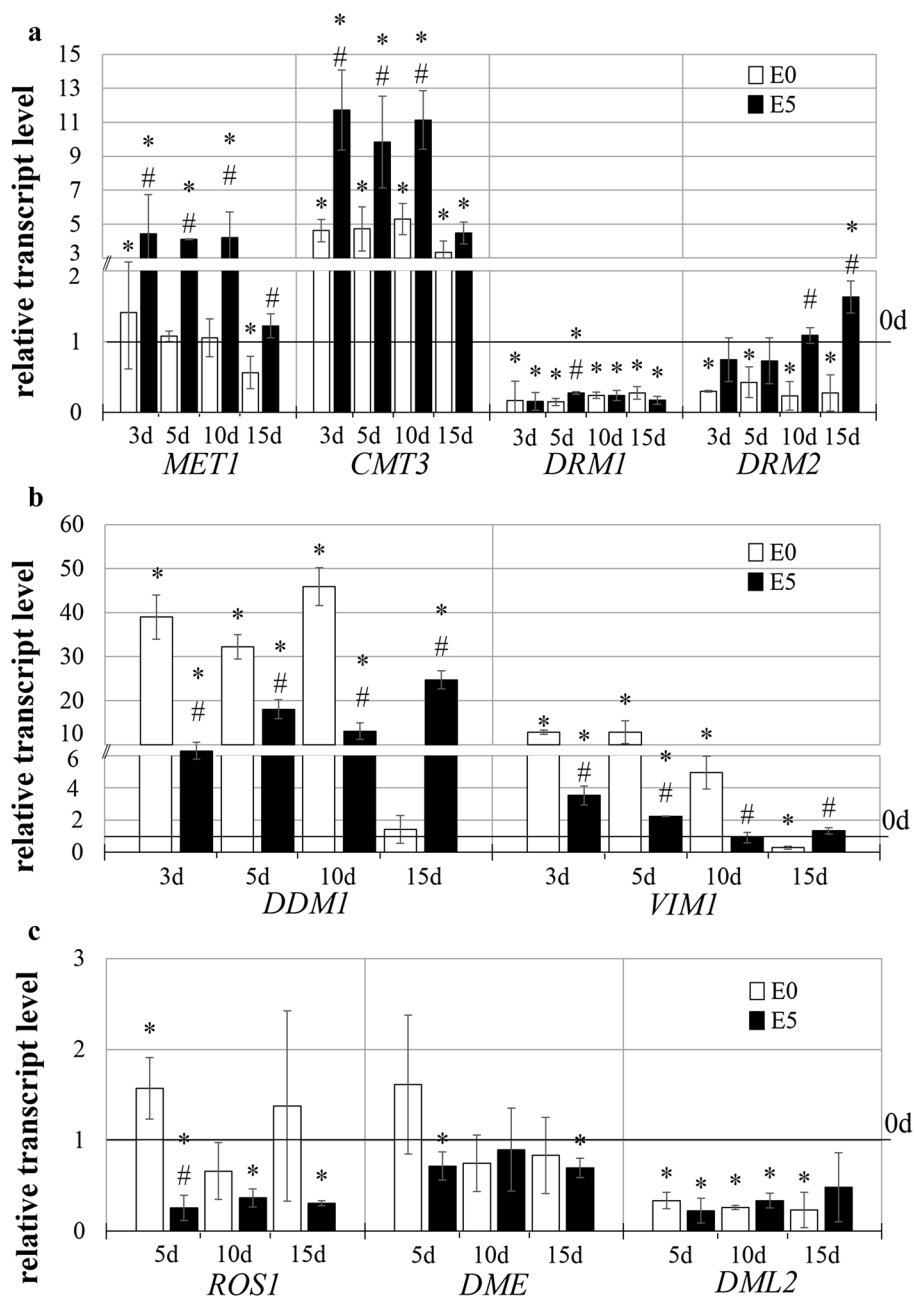 a
relative transcript level
15
13
11
9
7
5
3
2
1
0
//
E0
E5
* * * *
# # #
* * * * * * * *
0d
3d 5d 10d 15d 3d 5d 10d 15d 3d 5d 10d 15d 3d 5d 10d 15d
MET1 CMT3 DRM1 DRM2
b
relative transcript level
60
50
40
30
20
10
6
4
2
0
//
E0
E5
* * * * * * *
# # # #
* * * * * *
# # # #
0d
3d 5d 10d 15d 3d 5d 10d 15d
DDM1 VIM1
c
relative transcript level
3
2
1
0
E0
E5
* * * *
#
* *
* * * * *
0d
5d 10d 15d 5d 10d 15d 5d 10d 15d
ROS1 DME DML2